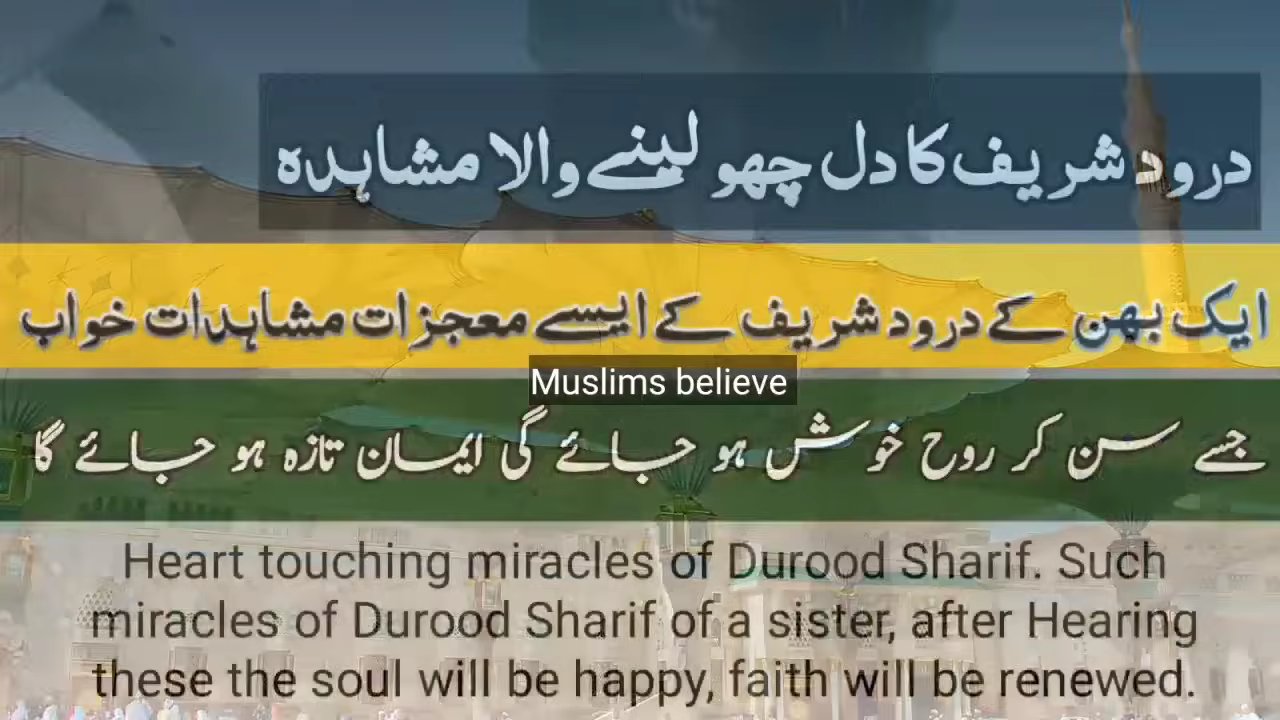 درود شریف کا دل چھو لینے والا مشاہدہ
ایک بھن کے درود شریف کے ایسے معجزات مشاہدات خواب
Muslims believe
جسے سن کر روح خوش ہو جائے گی ایمان تازہ ہو جائے گا
Heart touching miracles of Durood Sharif. Such
miracles of Durood Sharif of a sister, after Hearing
these the soul will be happy, faith will be renewed.